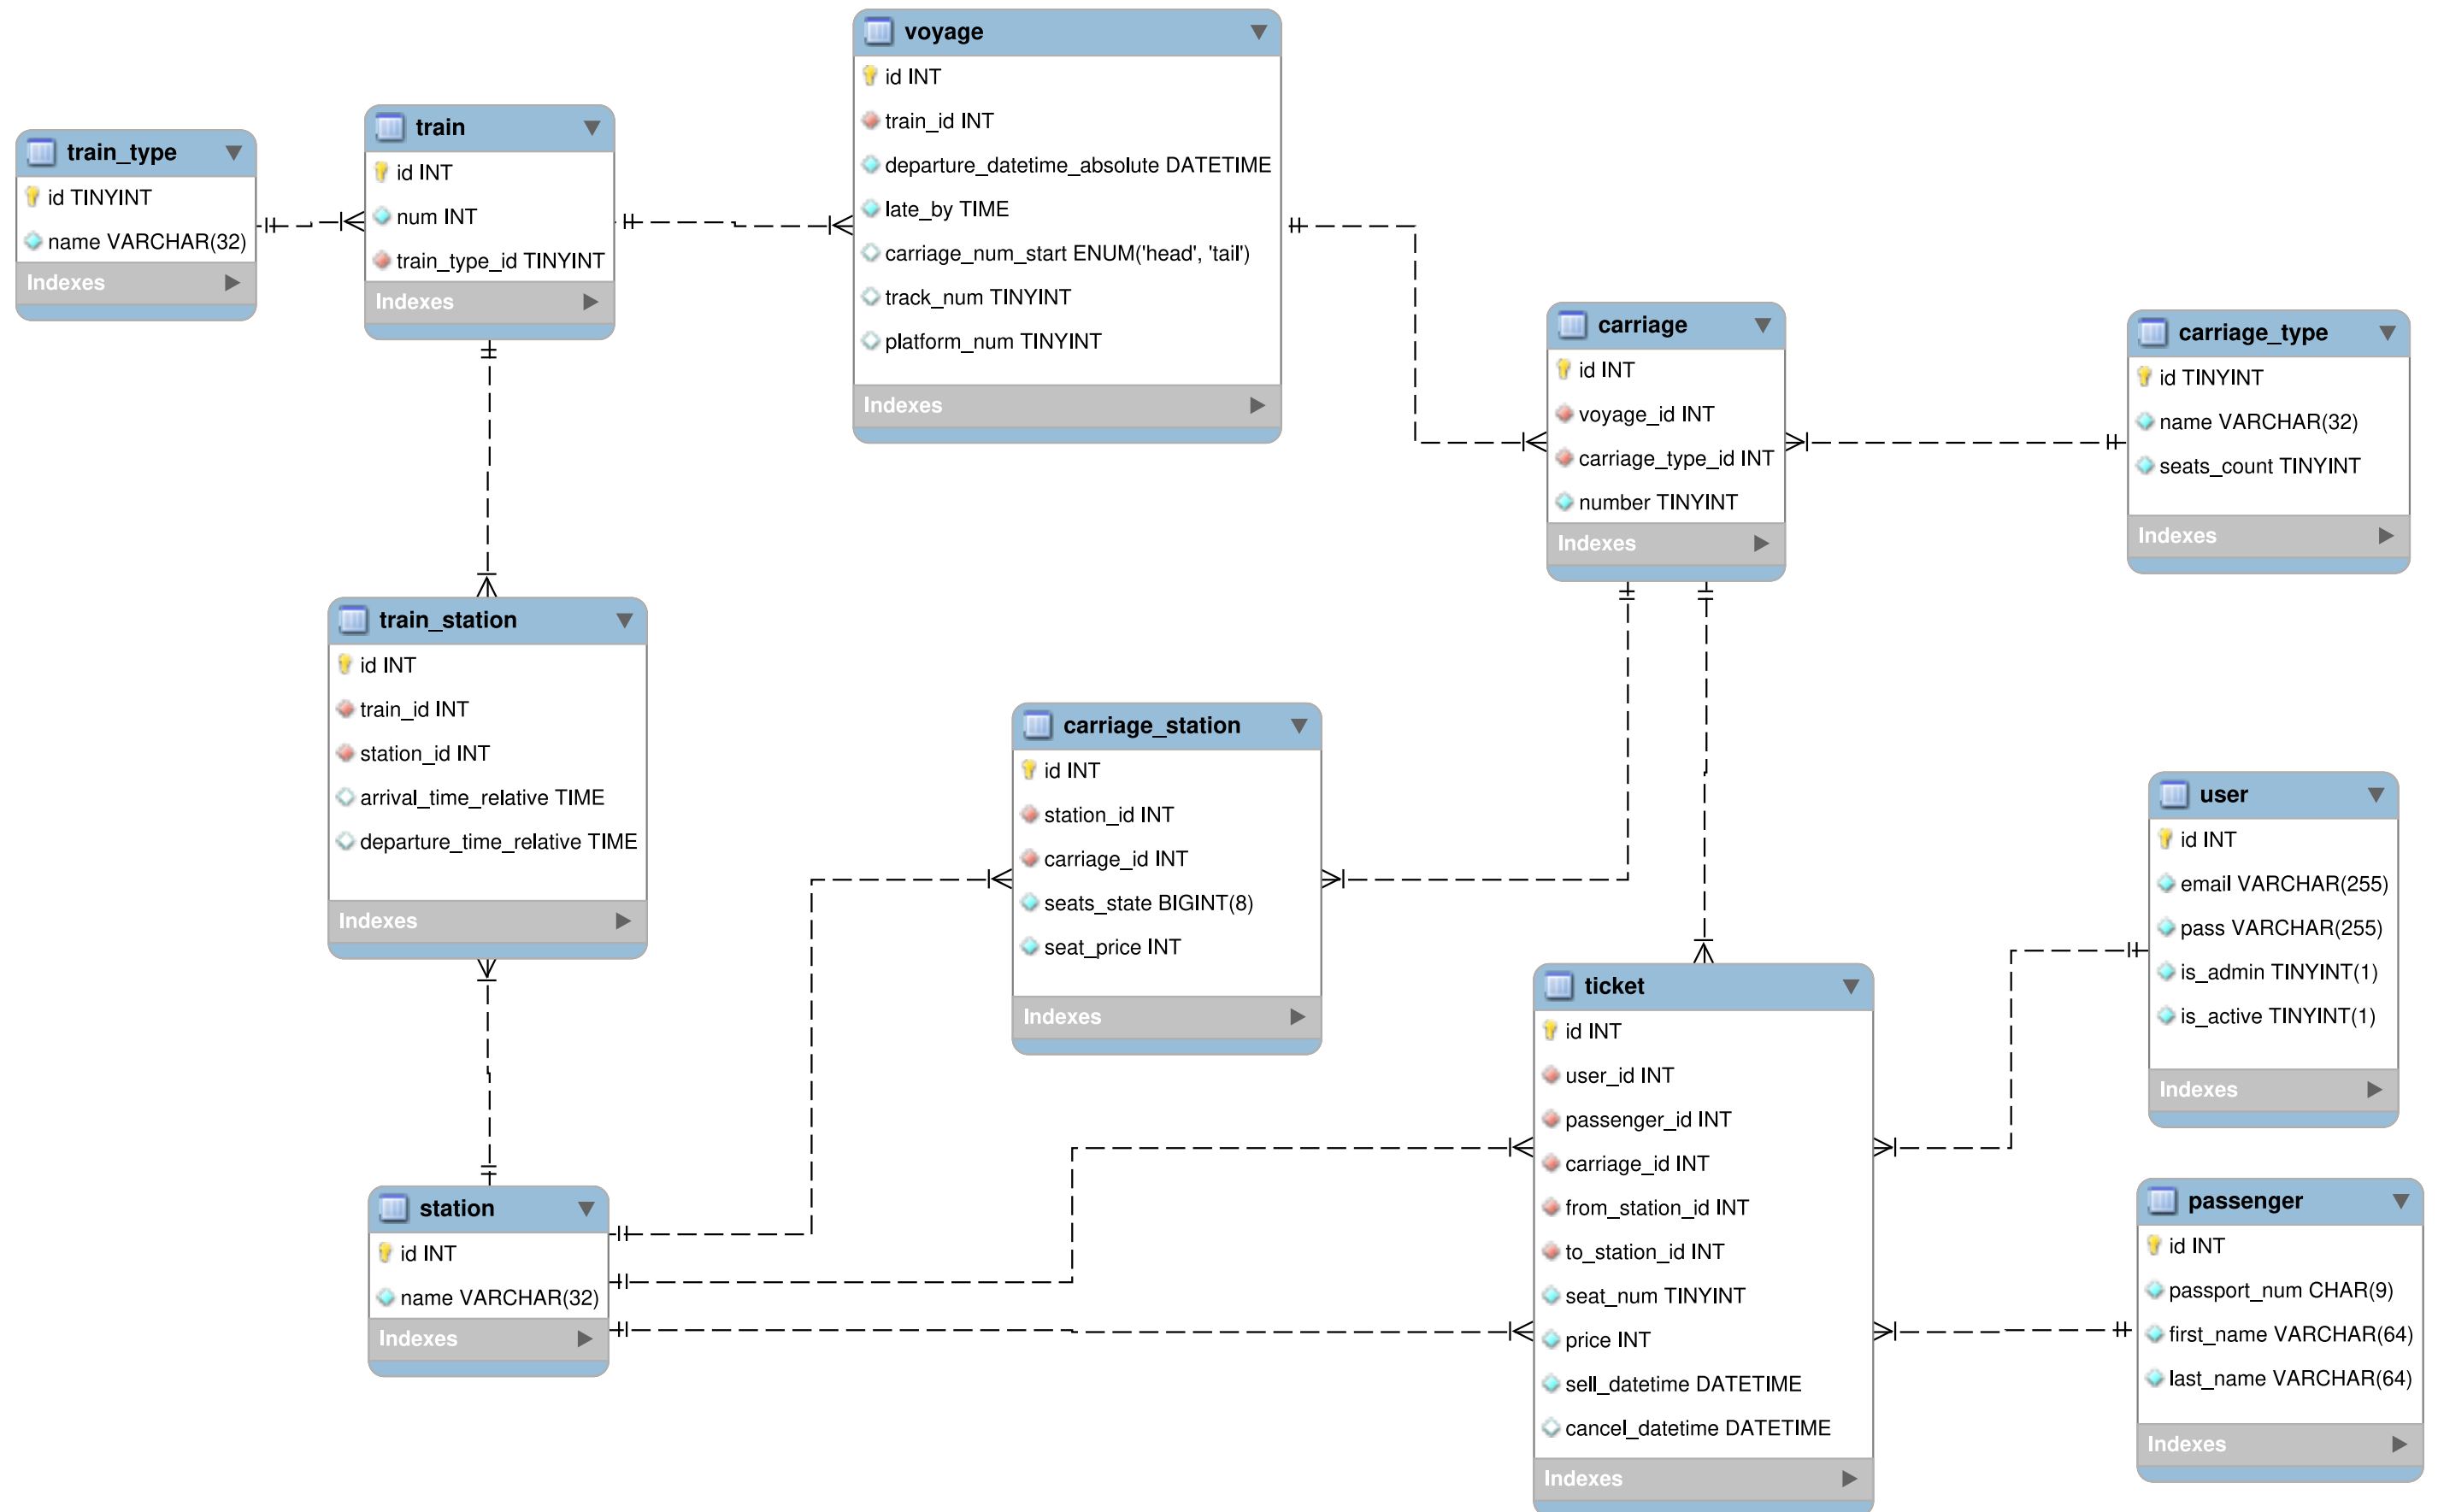 train_type
id TINYINT
name VARCHAR(32)
Indexes
train
id INT
num INT
train_type_id TINYINT
Indexes
voyage
id INT
train_id INT
departure_datetime_absolute DATETIME
late_by TIME
carriage_num_start ENUM('head', 'tail')
track_num TINYINT
platform_num TINYINT
Indexes
carriage
id INT
voyage_id INT
carriage_type_id INT
number TINYINT
Indexes
carriage_type
id TINYINT
name VARCHAR(32)
seats_count TINYINT
Indexes
train_station
id INT
train_id INT
station_id INT
arrival_time_relative TIME
departure_time_relative TIME
Indexes
carriage_station
id INT
station_id INT
carriage_id INT
seats_state BIGINT(8)
seat_price INT
Indexes
user
id INT
email VARCHAR(255)
pass VARCHAR(255)
is_admin TINYINT(1)
is_active TINYINT(1)
Indexes
ticket
id INT
user_id INT
passenger_id INT
carriage_id INT
from_station_id INT
to_station_id INT
seat_num TINYINT
price INT
sell_datetime DATETIME
cancel_datetime DATETIME
Indexes
station
id INT
name VARCHAR(32)
Indexes
passenger
id INT
passport_num CHAR(9)
first_name VARCHAR(64)
last_name VARCHAR(64)
Indexes